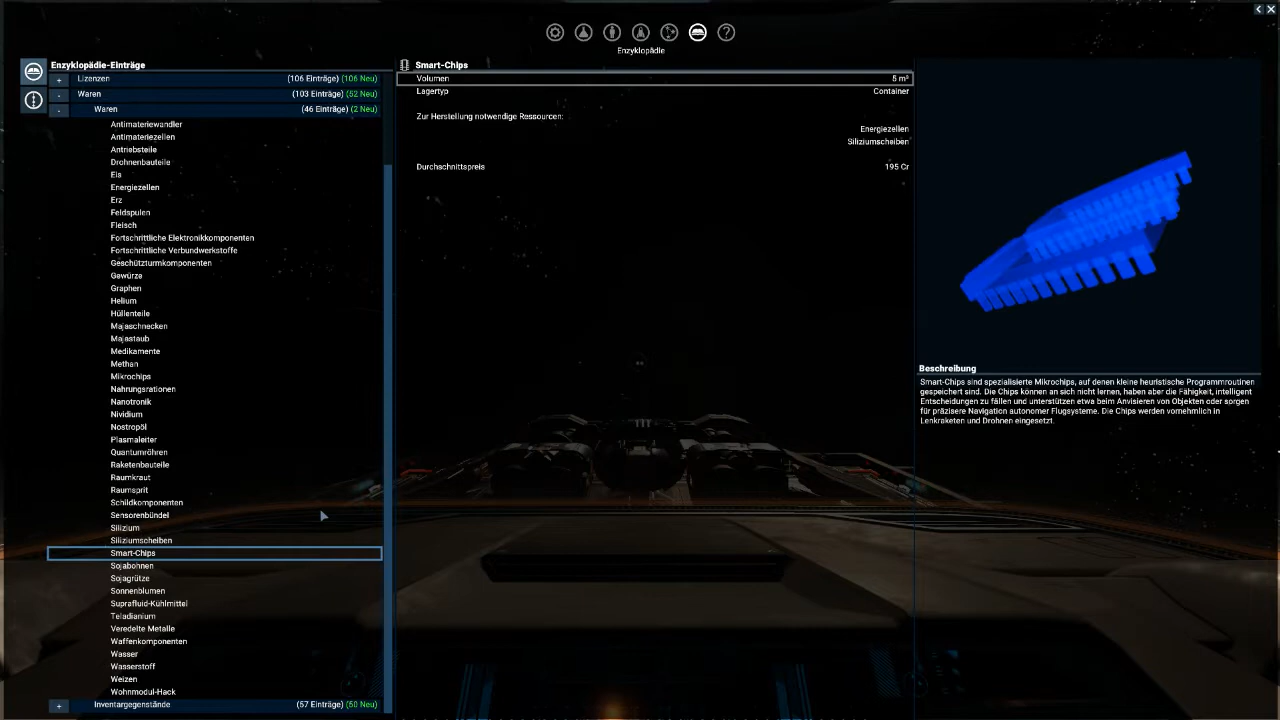 Enzyklopädie
Enzyklopädie-Einträge
+ Lizenzen (106 Einträge) (106 Neu)
- Waren (103 Einträge) (52 Neu)
- Waren (46 Einträge) (2 Neu)
Antimateriewandler
Antimateriezellen
Antriebsteile
Drohnenbauteile
Eis
Energiezellen
Erz
Feldspulen
Fleisch
Fortschrittliche Elektronikkomponenten
Fortschrittliche Verbundwerkstoffe
Geschützturmkomponenten
Gewürze
Graphen
Helium
Hüllenteile
Majaschnecken
Majastaub
Medikamente
Methan
Mikrochips
Nahrungsrationen
Nanotronik
Nividium
Nostropöl
Plasmaleiter
Quantumröhren
Raketenbauteile
Raumkraut
Raumsprit
Schildkomponenten
Sensorenbündel
Silizium
Siliziumscheiben
Smart-Chips
Sojabohnen
Sojagrütze
Sonnenblumen
Suprafluid-Kühlmittel
Teladianium
Veredelte Metalle
Waffenkomponenten
Wasser
Wasserstoff
Weizen
Wohnmodul-Hack
+ Inventargegenstände (57 Einträge) (50 Neu)
Smart-Chips
Volumen 5 m³
Lagertyp Container
Zur Herstellung notwendige Ressourcen:
Energiezellen
Siliziumscheiben
Durchschnittspreis 195 Cr
Beschreibung
Smart-Chips sind spezialisierte Mikrochips, auf denen kleine heuristische Programmroutinen
gespeichert sind. Die Chips können an sich nicht lernen, haben aber die Fähigkeit, intelligent
Entscheidungen zu fällen und unterstützen etwa beim Anvisieren von Objekten oder sorgen
für präzisere Navigation autonomer Flugsysteme. Die Chips werden vornehmlich in
Lenkraketen und Drohnen eingesetzt.